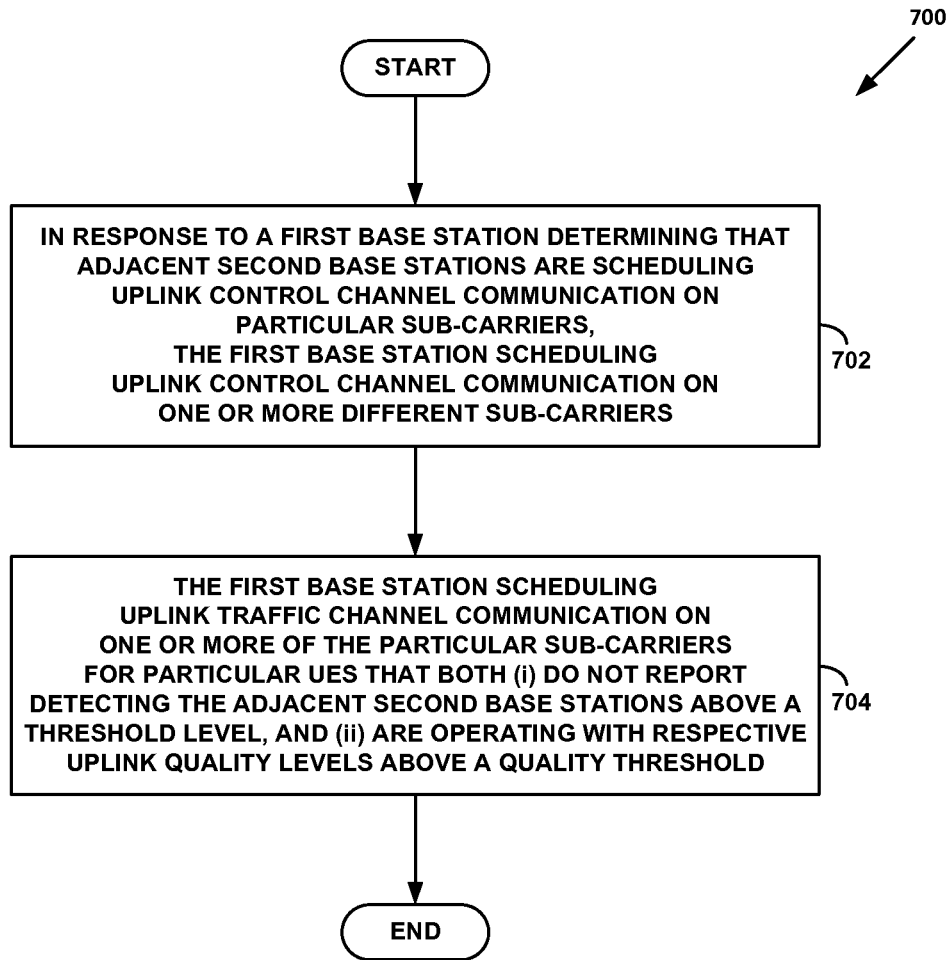 700
START
IN RESPONSE TO A FIRST BASE STATION DETERMINING THAT
ADJACENT SECOND BASE STATIONS ARE SCHEDULING
UPLINK CONTROL CHANNEL COMMUNICATION ON
PARTICULAR SUB-CARRIERS,
THE FIRST BASE STATION SCHEDULING
UPLINK CONTROL CHANNEL COMMUNICATION ON
ONE OR MORE DIFFERENT SUB-CARRIERS
702
THE FIRST BASE STATION SCHEDULING
UPLINK TRAFFIC CHANNEL COMMUNICATION ON
ONE OR MORE OF THE PARTICULAR SUB-CARRIERS
FOR PARTICULAR UES THAT BOTH (i) DO NOT REPORT
DETECTING THE ADJACENT SECOND BASE STATIONS ABOVE A
THRESHOLD LEVEL, AND (ii) ARE OPERATING WITH RESPECTIVE
UPLINK QUALITY LEVELS ABOVE A QUALITY THRESHOLD
704
END